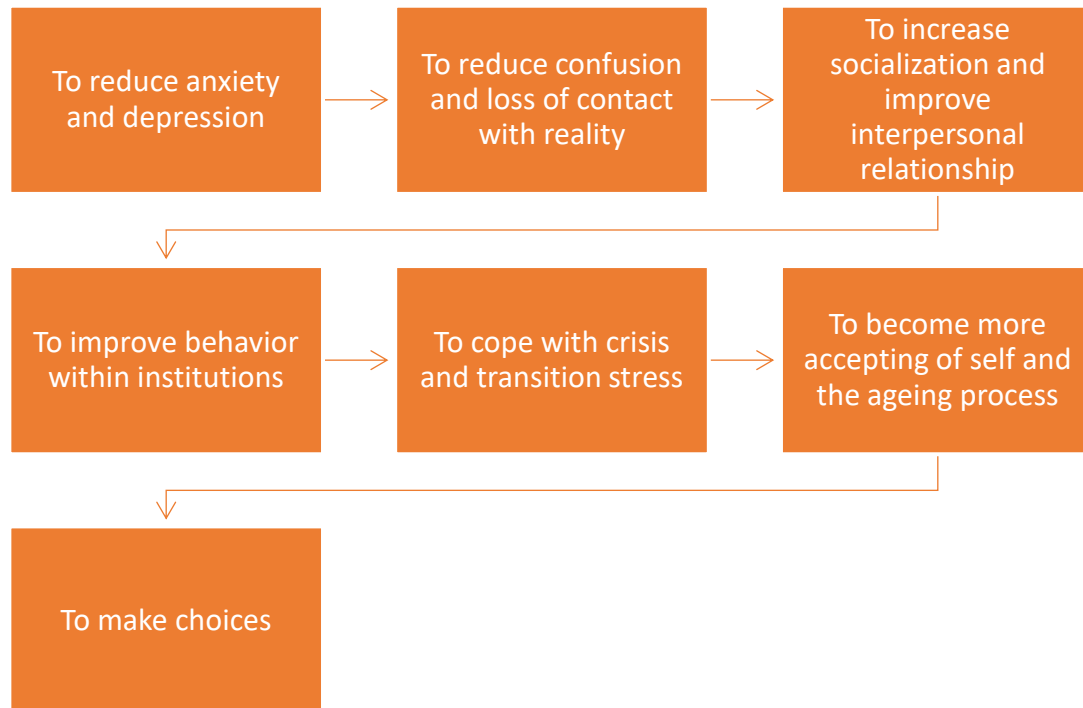 To reduce anxiety
and depression
To reduce confusion
and loss of contact
with reality
To increase
socialization and
improve
interpersonal
relationship
To improve behavior
within institutions
To cope with crisis
and transition stress
To become more
accepting of self and
the ageing process
To make choices